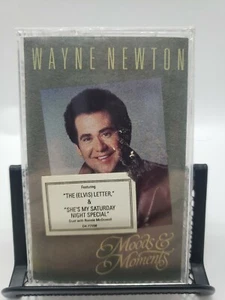 WAYNE NEWTON
Featuring
"THE (ELVIS) LETTER,"
&
"SHE'S MY SATURDAY
NIGHT SPECIAL"
Moods &
Moments